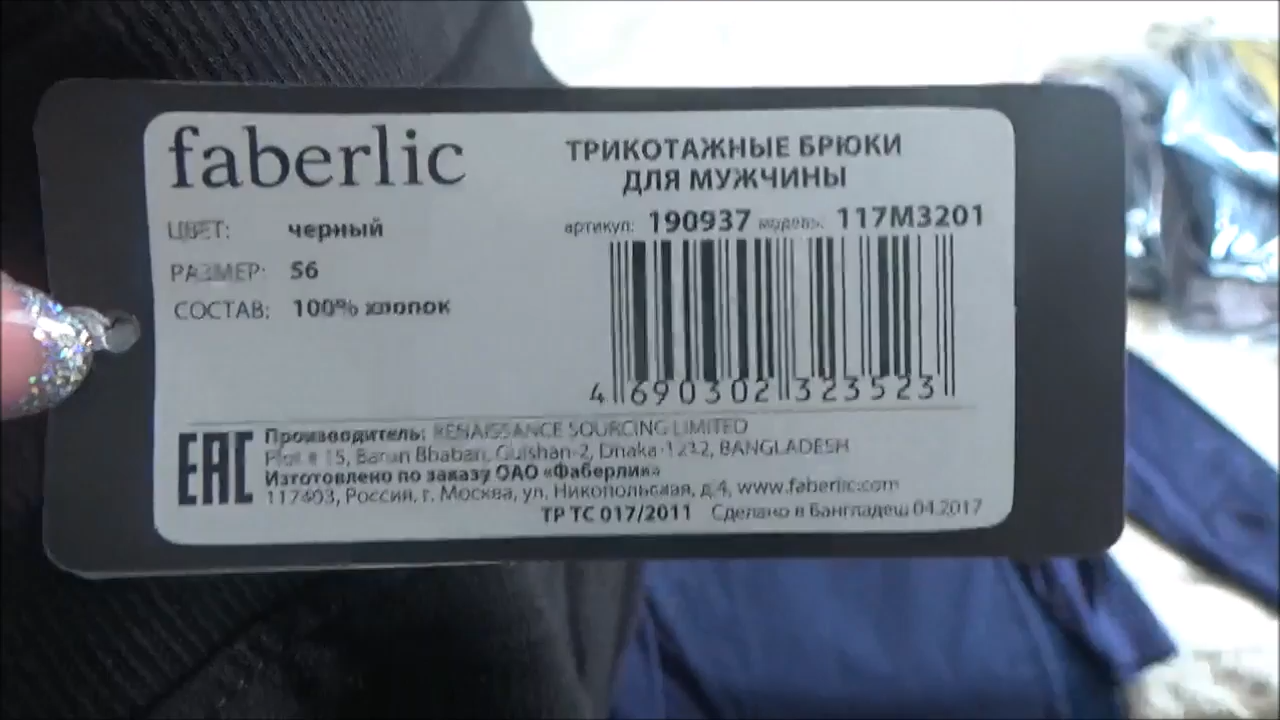 faberlic
ТРИКОТАЖНЫЕ БРЮКИ
ДЛЯ МУЖЧИНЫ
ЦВЕТ: черный
артикул: 190937 модель: 117M3201
РАЗМЕР: 56
СОСТАВ: 100% хлопок
4 690302 323523
EAC
Производитель: RENAISSANCE SOURCING LIMITED
Plot # 15, Barun Bhaban, Gulshan-2, Dhaka-1212, BANGLADESH
Изготовлено по заказу ОАО «Фаберлик»
117403, Россия, г. Москва, ул. Никопольская, д.4, www.faberlic.com
ТР ТС 017/2011 Сделано в Бангладеш 04.2017